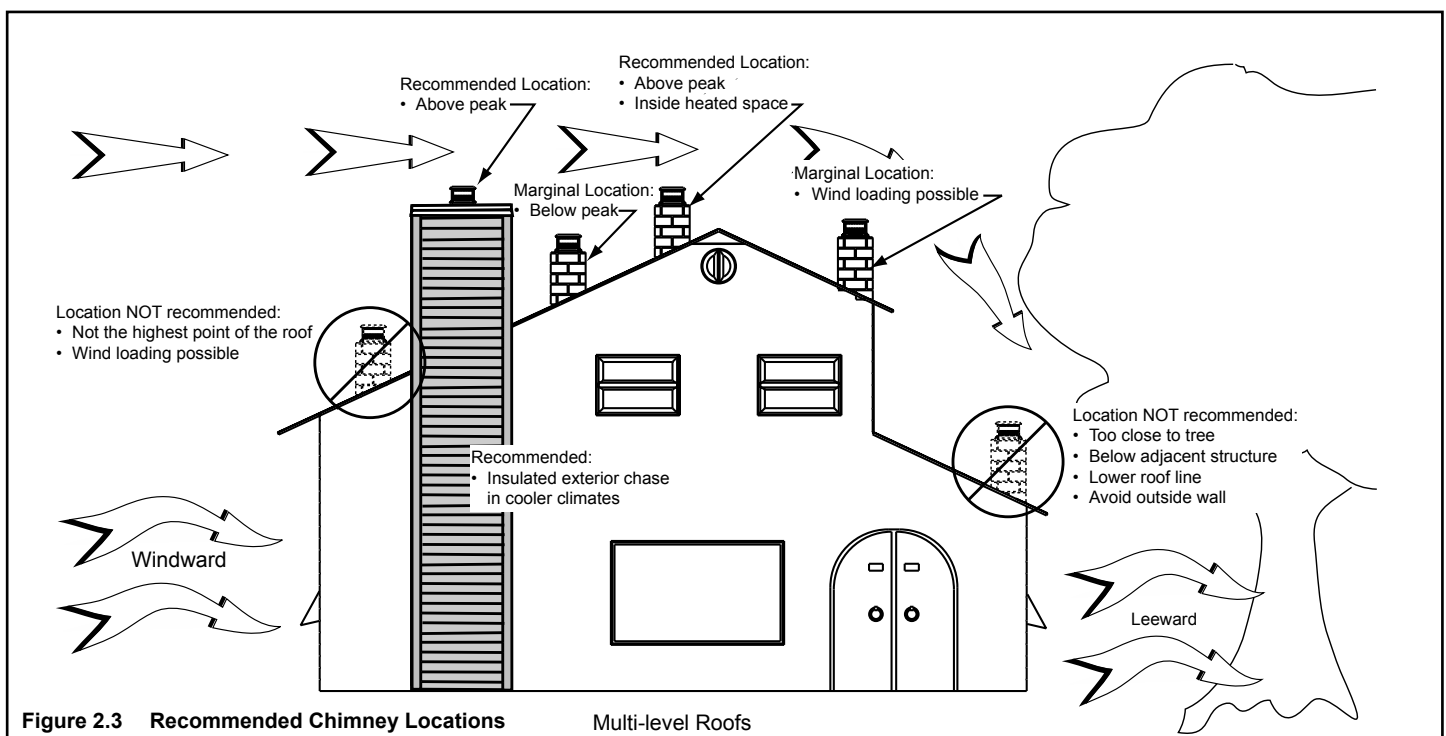 Recommended Location:
• Above peak
• Inside heated space
Recommended Location:
• Above peak
Marginal Location:
• Wind loading possible
Marginal Location:
• Below peak
Location NOT recommended:
• Not the highest point of the roof
• Wind loading possible
Location NOT recommended:
• Too close to tree
• Below adjacent structure
• Lower roof line
• Avoid outside wall
Recommended:
• Insulated exterior chase
in cooler climates
Windward
Leeward
Figure 2.3 Recommended Chimney Locations
Multi-level Roofs